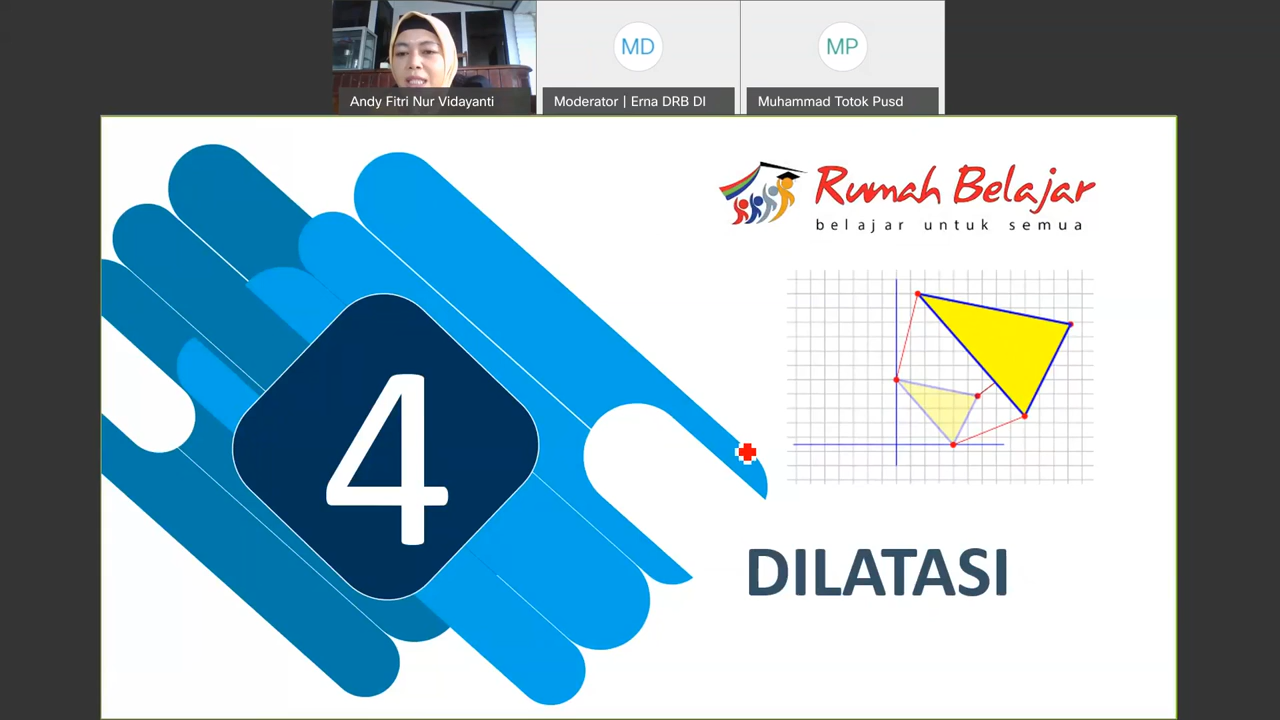 Andy Fitri Nur Vidayanti
MD
Moderator | Erna DRB DI
MP
Muhammad Totok Pusd
Rumah Belajar
belajar untuk semua
4
DILATASI